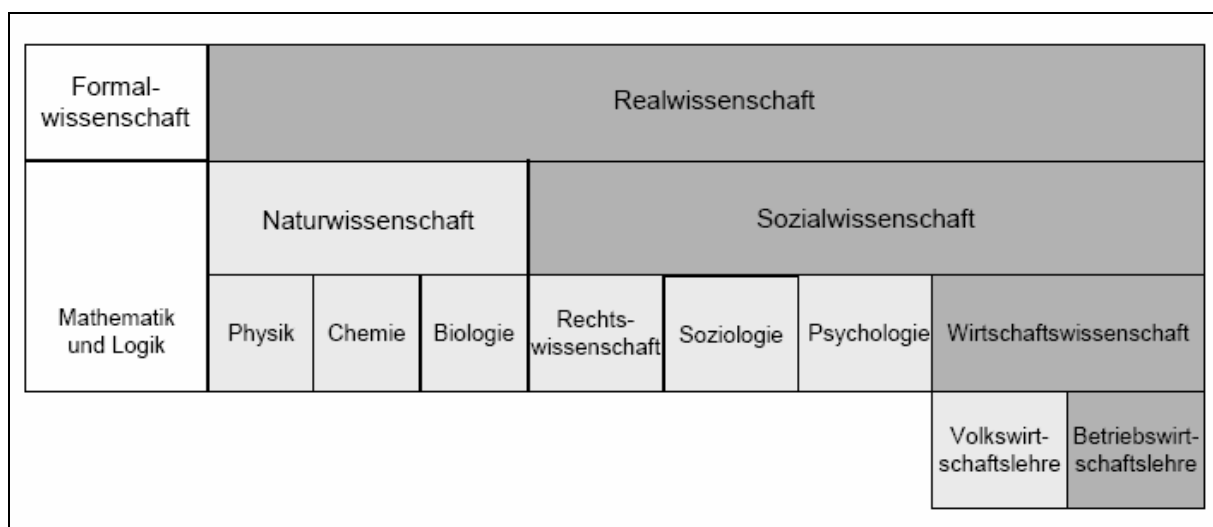 Formal-
wissenschaft
Realwissenschaft
Naturwissenschaft
Sozialwissenschaft
Mathematik
und Logik
Physik
Chemie
Biologie
Rechts-
wissenschaft
Soziologie
Psychologie
Wirtschaftswissenschaft
Volkswirt-
schaftslehre
Betriebswirt-
schaftslehre